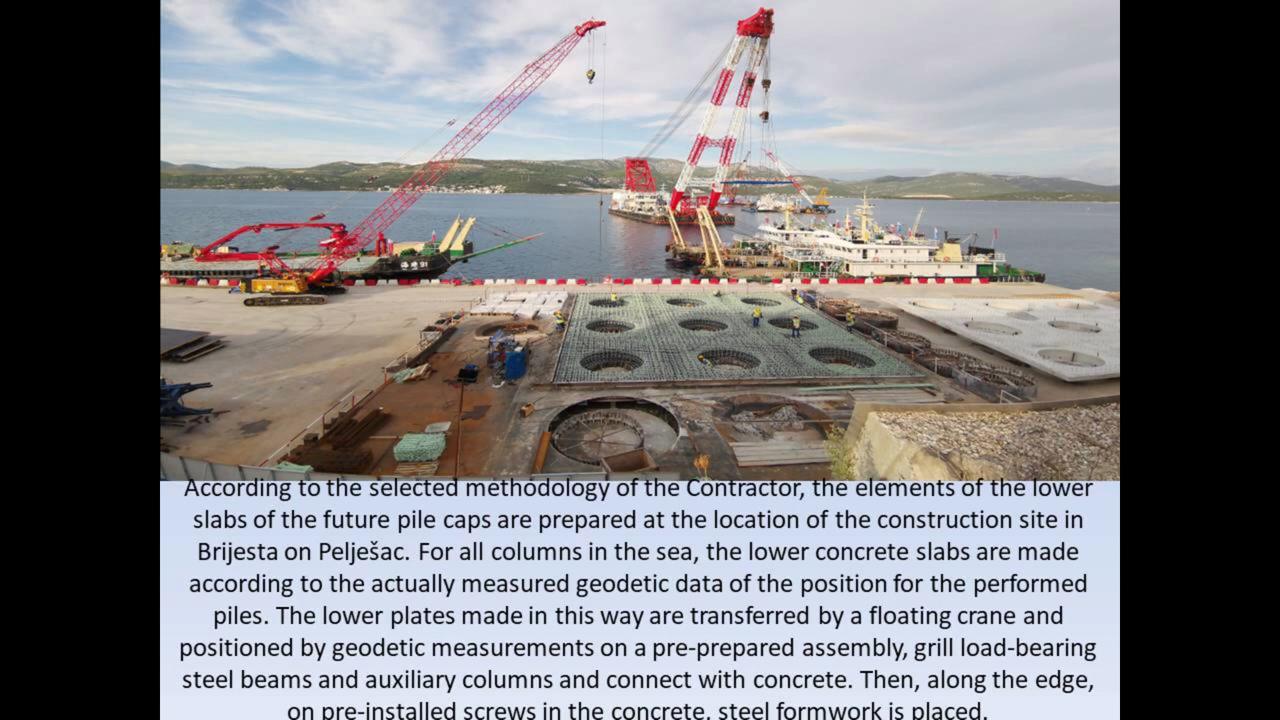 海力 91
According to the selected methodology of the Contractor, the elements of the lower
slabs of the future pile caps are prepared at the location of the construction site in
Brijesta on Pelješac. For all columns in the sea, the lower concrete slabs are made
according to the actually measured geodetic data of the position for the performed
piles. The lower plates made in this way are transferred by a floating crane and
positioned by geodetic measurements on a pre-prepared assembly, grill load-bearing
steel beams and auxiliary columns and connect with concrete. Then, along the edge,
on pre-installed screws in the concrete, steel formwork is placed.